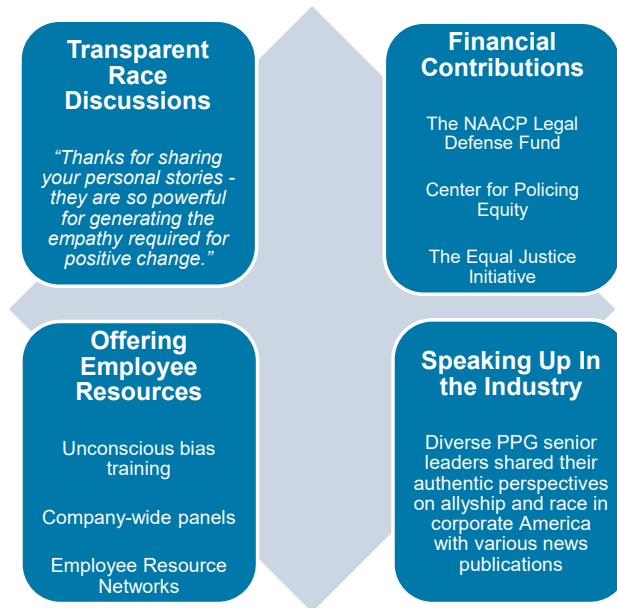 Transparent
Race
Discussions
“Thanks for sharing
your personal stories -
they are so powerful
for generating the
empathy required for
positive change.”
Financial
Contributions
The NAACP Legal
Defense Fund
Center for Policing
Equity
The Equal Justice
Initiative
Offering
Employee
Resources
Unconscious bias
training
Company-wide panels
Employee Resource
Networks
Speaking Up In
the Industry
Diverse PPG senior
leaders shared their
authentic perspectives
on allyship and race in
corporate America
with various news
publications